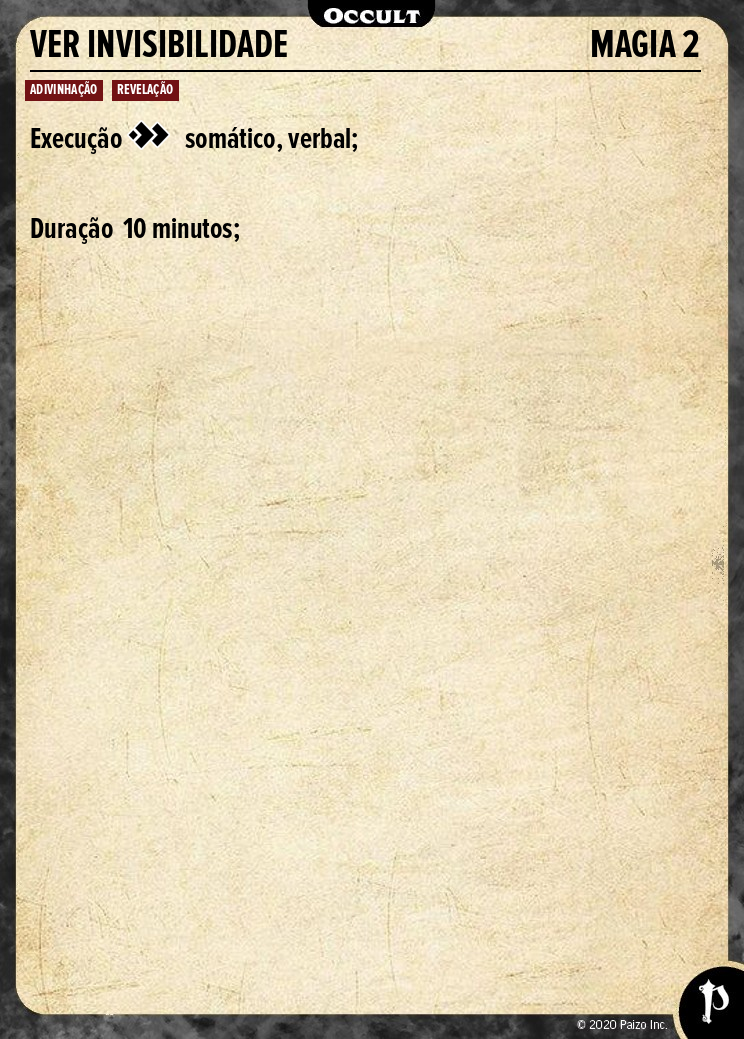 OCCULT
VER INVISIBILIDADE MAGIA 2
ADIVINHAÇÃO REVELAÇÃO
Execução somático, verbal;
Duração 10 minutos;
© 2020 Paizo Inc.